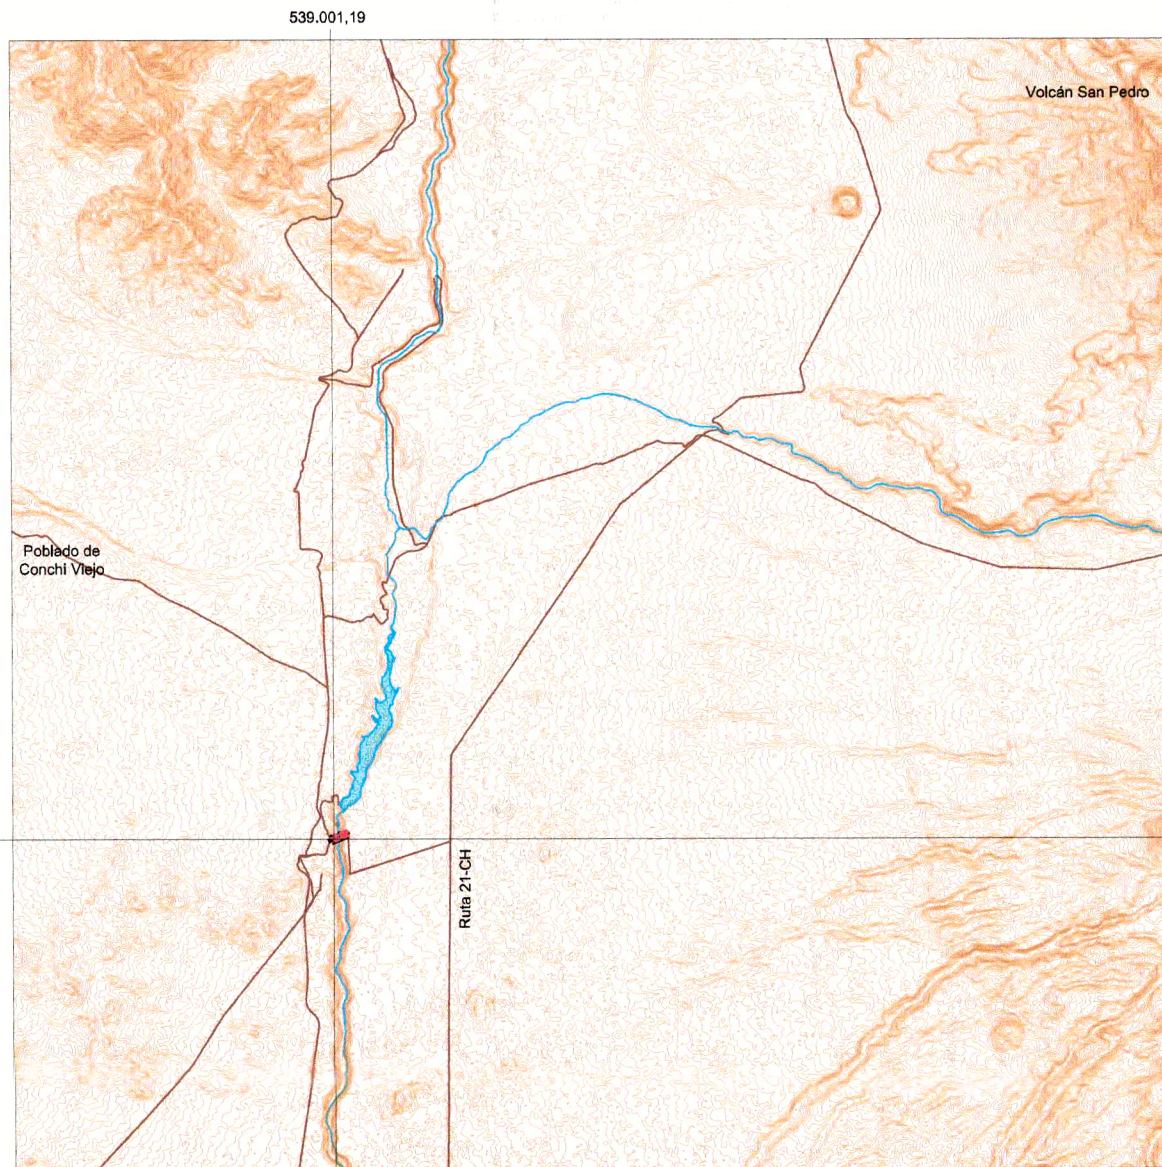 539.001,19
Volcán San Pedro
Poblado de
Conchi Viejo
Ruta 21-CH